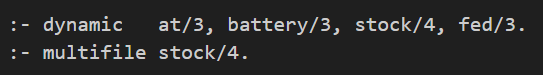 :- dynamic   at/3, battery/3, stock/4, fed/3.
:- multifile stock/4.